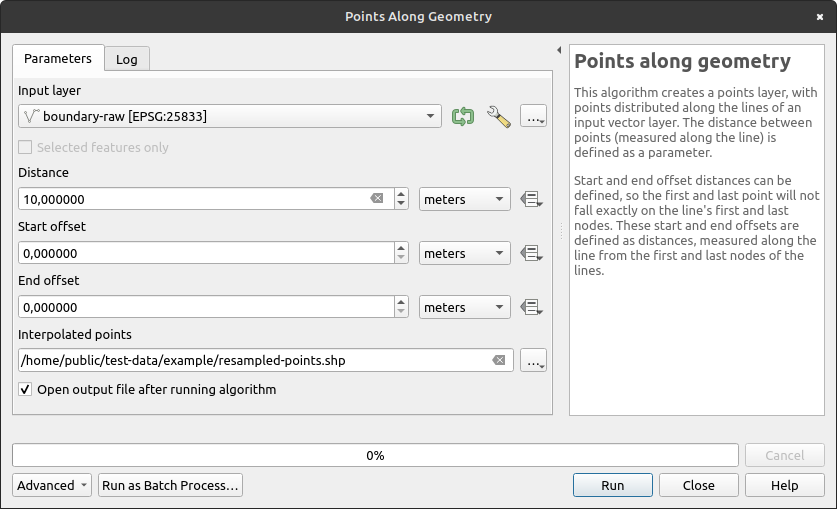 Points Along Geometry
Parameters
Log
Input layer
boundary-raw [EPSG:25833]
...
Selected features only
Distance
10,000000
meters
Start offset
0,000000
meters
End offset
0,000000
meters
Interpolated points
/home/public/test-data/example/resampled-points.shp
...
Open output file after running algorithm
Points along geometry
This algorithm creates a points layer, with
points distributed along the lines of an
input vector layer. The distance between
points (measured along the line) is
defined as a parameter.
Start and end offset distances can be
defined, so the first and last point will not
fall exactly on the line's first and last
nodes. These start and end offsets are
defined as distances, measured along the
line from the first and last nodes of the
lines.
0%
Cancel
Advanced
Run as Batch Process...
Run
Close
Help